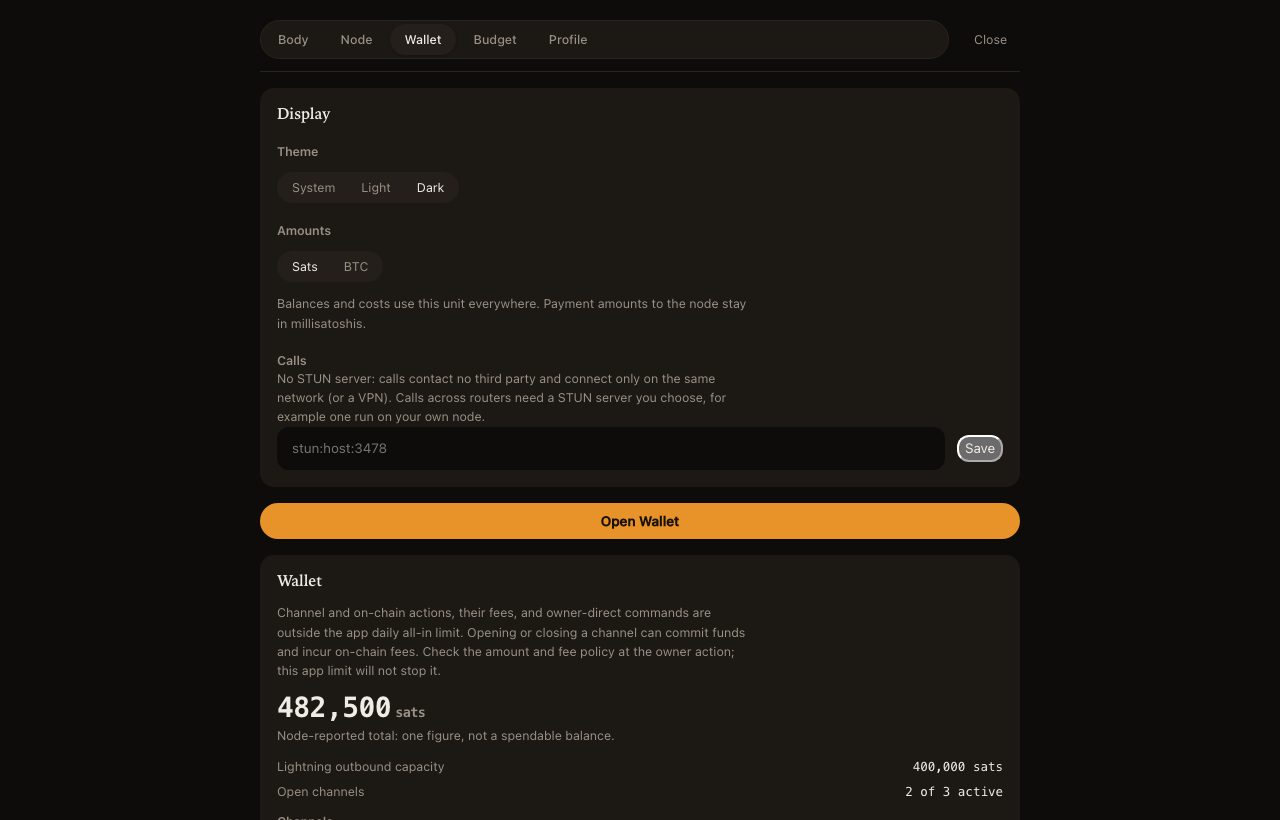 Body Node Wallet Budget Profile Close
Display
Theme
System Light Dark
Amounts
Sats BTC
Balances and costs use this unit everywhere. Payment amounts to the node stay
in millisatoshis.
Calls
No STUN server: calls contact no third party and connect only on the same
network (or a VPN). Calls across routers need a STUN server you choose, for
example one run on your own node.
stun:host:3478 Save
Open Wallet
Wallet
Channel and on-chain actions, their fees, and owner-direct commands are
outside the app daily all-in limit. Opening or closing a channel can commit funds
and incur on-chain fees. Check the amount and fee policy at the owner action;
this app limit will not stop it.
482,500 sats
Node-reported total: one figure, not a spendable balance.
Lightning outbound capacity 400,000 sats
Open channels 2 of 3 active
Channels